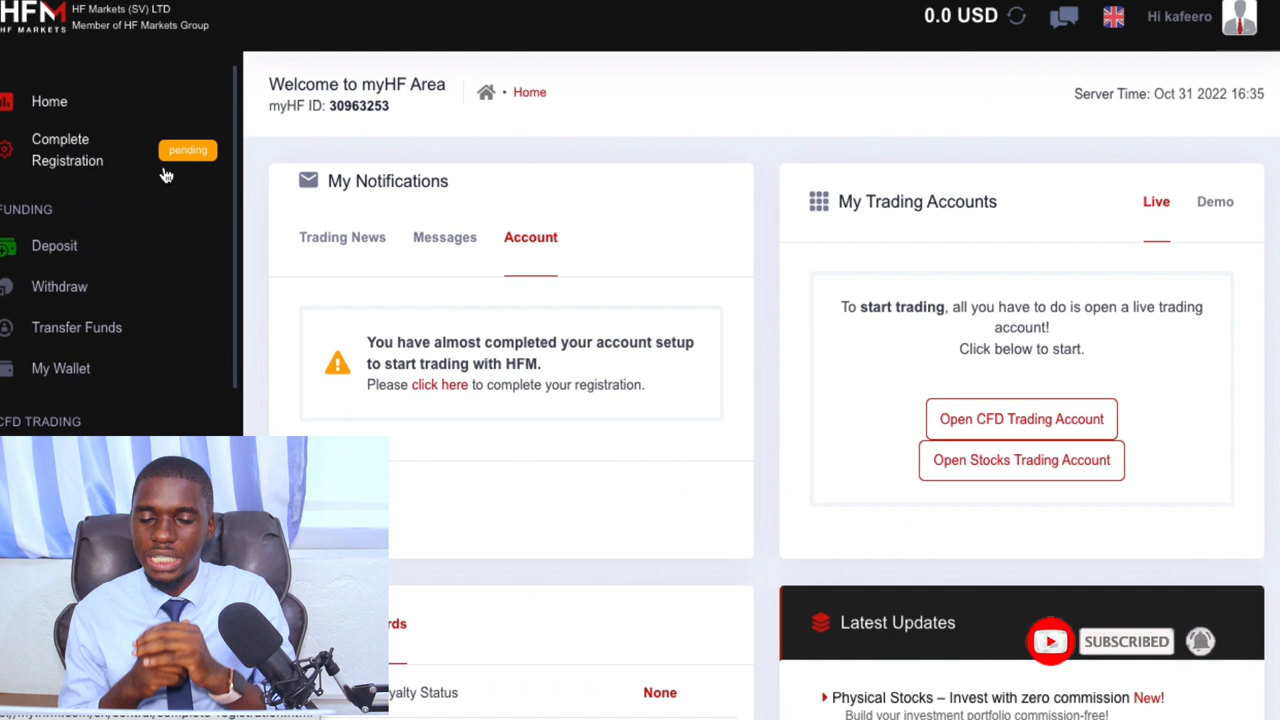 HFM
HF MARKETS
HF Markets (SV) LTD
Member of HF Markets Group
0.0 USD
Hi kafeero
Home
Complete
Registration
pending
FUNDING
Deposit
Withdraw
Transfer Funds
My Wallet
CFD TRADING
Welcome to myHF Area
myHF ID: 30963253
• Home
Server Time: Oct 31 2022 16:35
My Notifications
Trading News
Messages
Account
You have almost completed your account setup
to start trading with HFM.
Please click here to complete your registration.
My Trading Accounts
Live
Demo
To start trading, all you have to do is open a live trading
account!
Click below to start.
Open CFD Trading Account
Open Stocks Trading Account
rds
yalty Status
None
Latest Updates
SUBSCRIBED
Physical Stocks – Invest with zero commission New!
Build your investment portfolio commission-free!